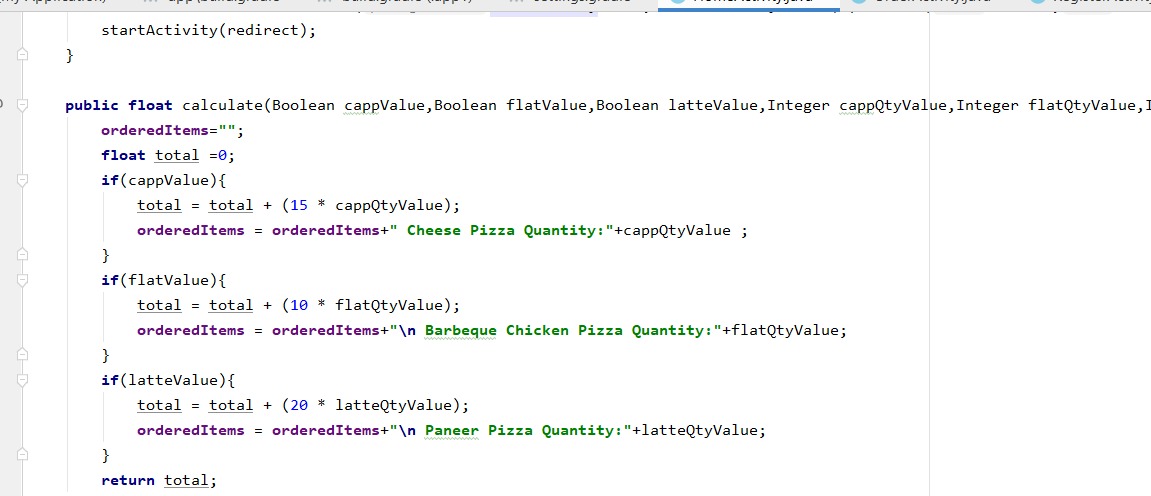 startActivity(redirect);
}
public float calculate(Boolean cappValue,Boolean flatValue,Boolean latteValue,Integer cappQtyValue,Integer flatQtyValue,
orderedItems="";
float total =0;
if(cappValue){
total = total + (15 * cappQtyValue);
orderedItems = orderedItems+" Cheese Pizza Quantity:"+cappQtyValue ;
}
if(flatValue){
total = total + (10 * flatQtyValue);
orderedItems = orderedItems+"\n Barbeque Chicken Pizza Quantity:"+flatQtyValue;
}
if(latteValue){
total = total + (20 * latteQtyValue);
orderedItems = orderedItems+"\n Paneer Pizza Quantity:"+latteQtyValue;
}
return total;